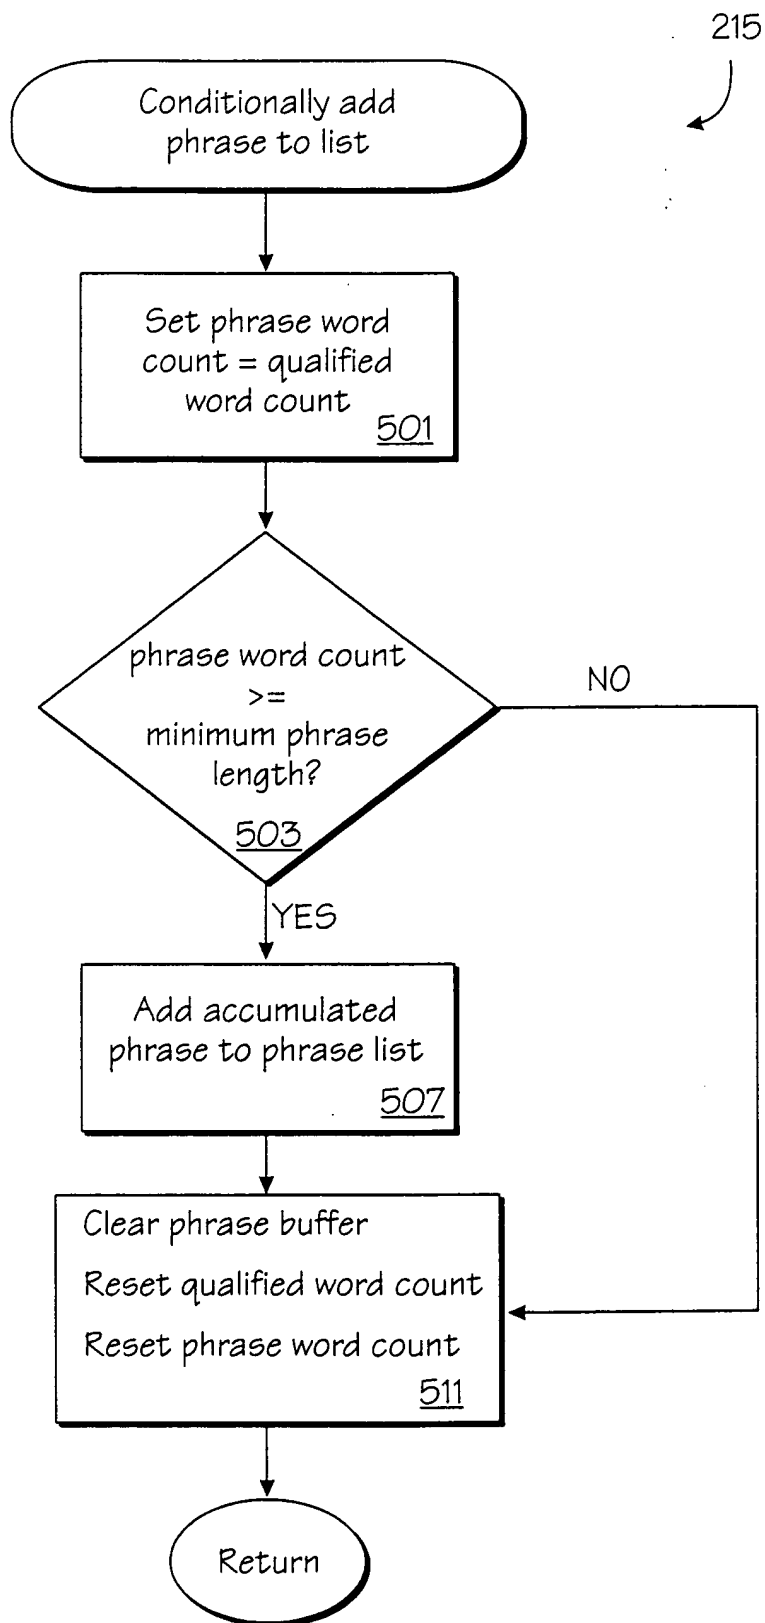 215
Conditionally add
phrase to list
Set phrase word
count = qualified
word count
501
phrase word count
>=
minimum phrase
length?
503
NO
YES
Add accumulated
phrase to phrase list
507
Clear phrase buffer
Reset qualified word count
Reset phrase word count
511
Return